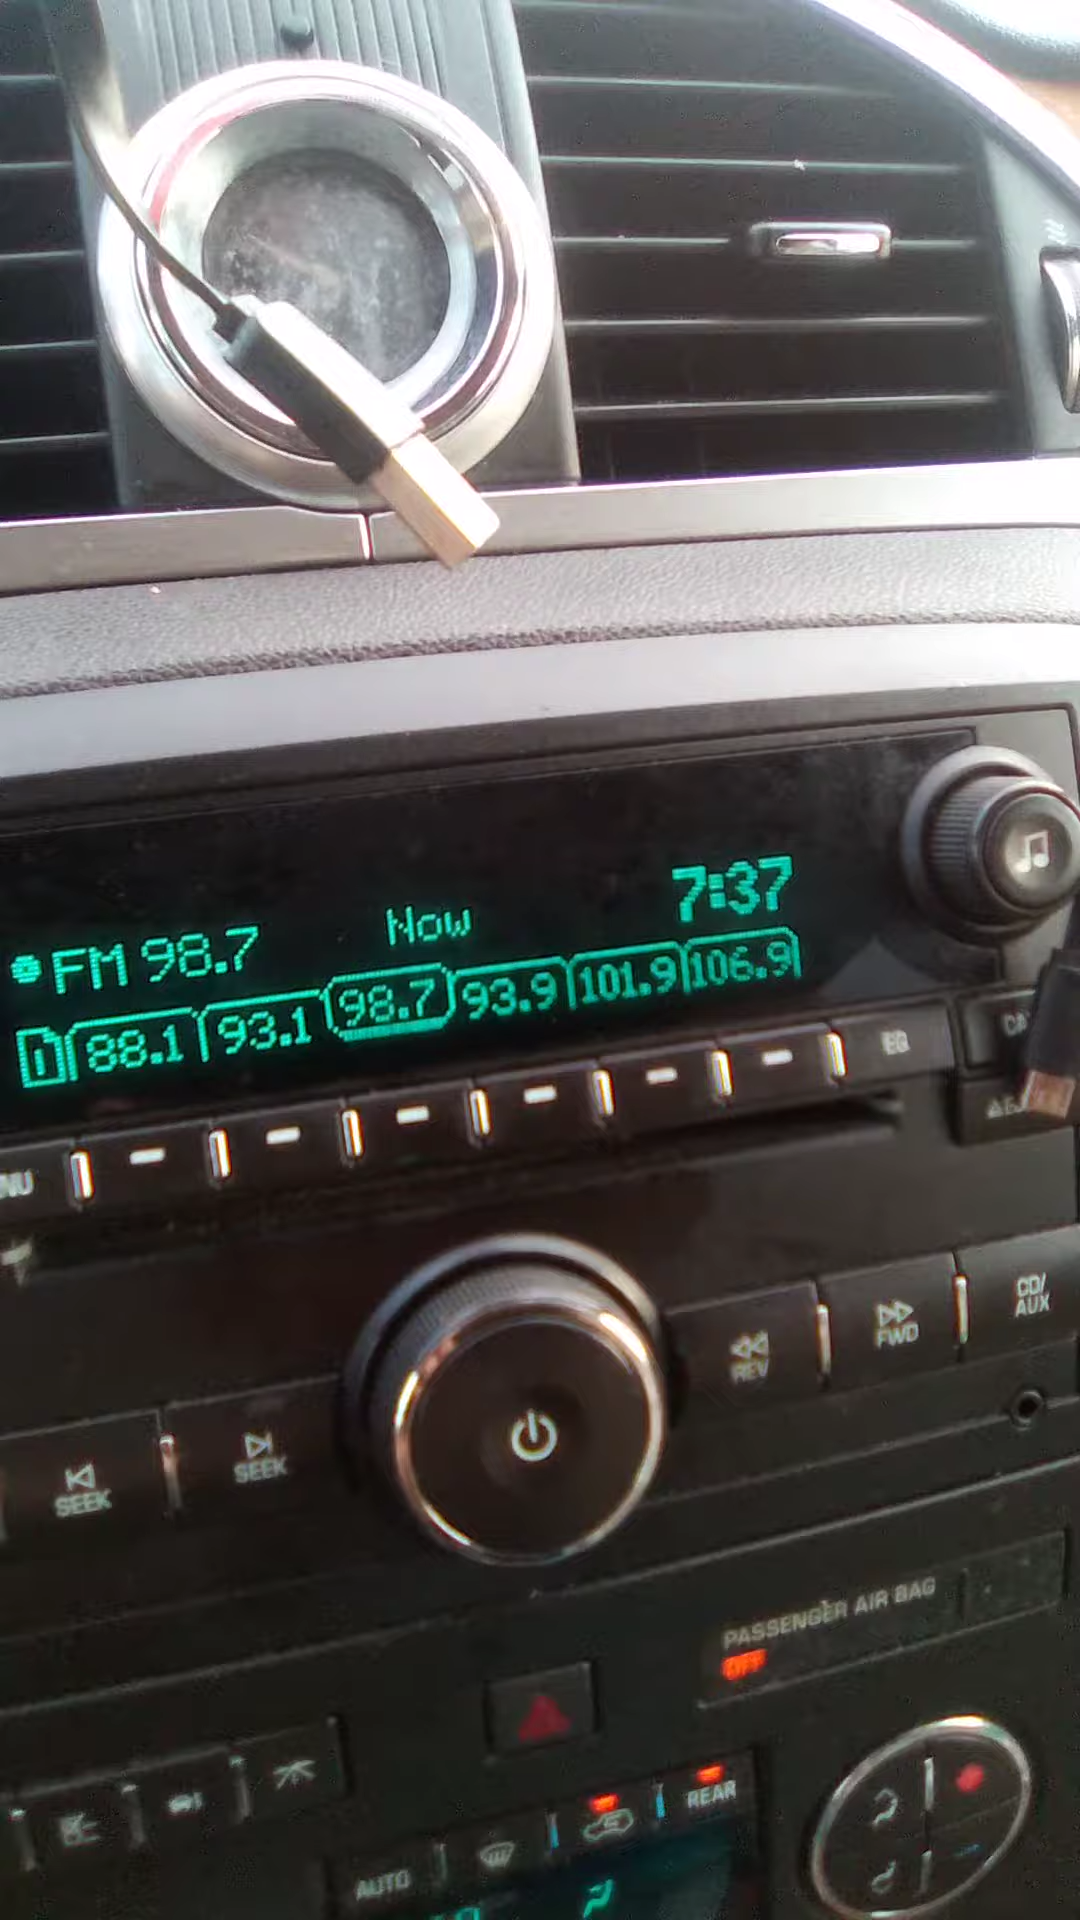 FM 98.7 Now 7:37
1 88.1 93.1 98.7 93.9 101.9 106.9
EQ
SEEK
SEEK
REV
FWD
CD/
AUX
PASSENGER AIR BAG
OFF
AUTO
REAR